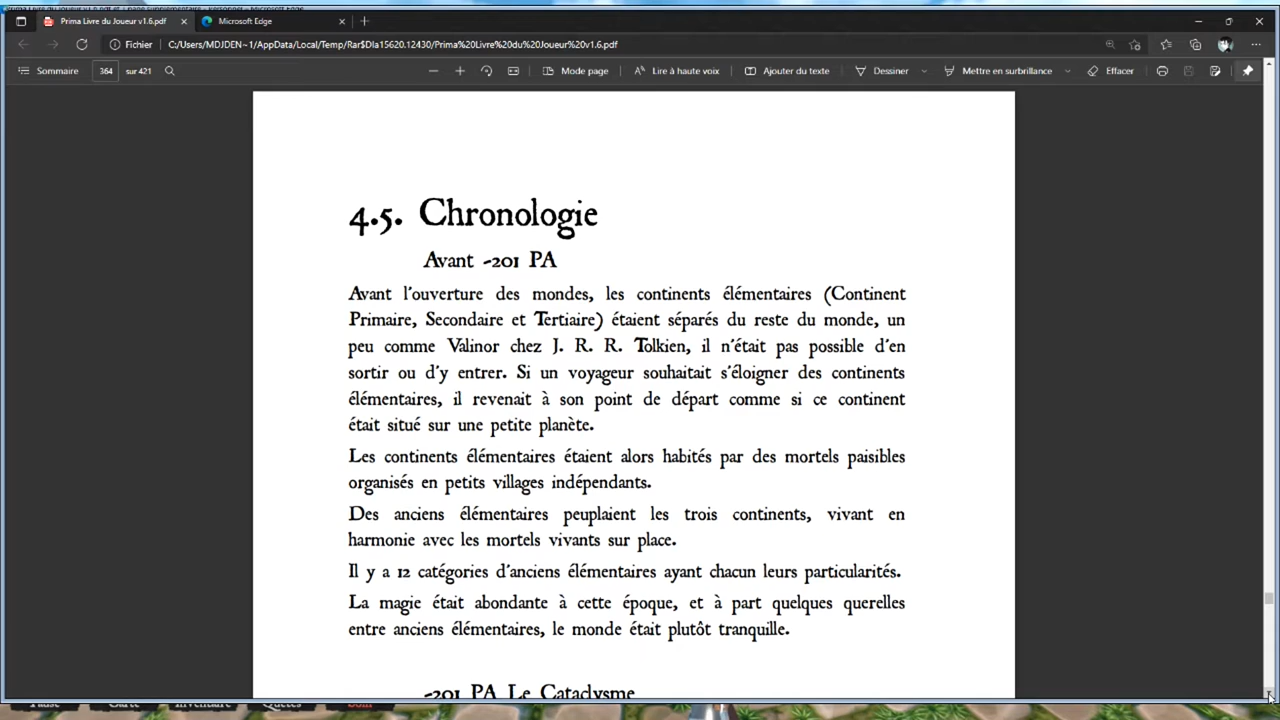 Prima Livre du Joueur v1.6.pdf
Microsoft Edge
Fichier
C:/Users/MDJDEN~1/AppData/Local/Temp/Rar$DIa15620.12430/Prima%20Livre%20du%20Joueur%20v1.6.pdf
Sommaire
364 sur 421
Mode page
Lire à haute voix
Ajouter du texte
Dessiner
Mettre en surbrillance
Effacer
4.5. Chronologie
Avant -201 PA
Avant l'ouverture des mondes, les continents élémentaires (Continent
Primaire, Secondaire et Tertiaire) étaient séparés du reste du monde, un
peu comme Valinor chez J. R. R. Tolkien, il n'était pas possible d'en
sortir ou d'y entrer. Si un voyageur souhaitait s'éloigner des continents
élémentaires, il revenait à son point de départ comme si ce continent
était situé sur une petite planète.
Les continents élémentaires étaient alors habités par des mortels paisibles
organisés en petits villages indépendants.
Des anciens élémentaires peuplaient les trois continents, vivant en
harmonie avec les mortels vivants sur place.
Il y a 12 catégories d'anciens élémentaires ayant chacun leurs particularités.
La magie était abondante à cette époque, et à part quelques querelles
entre anciens élémentaires, le monde était plutôt tranquille.
-201 PA Le Cataclysme
Pause Carte Inventaire Quêtes